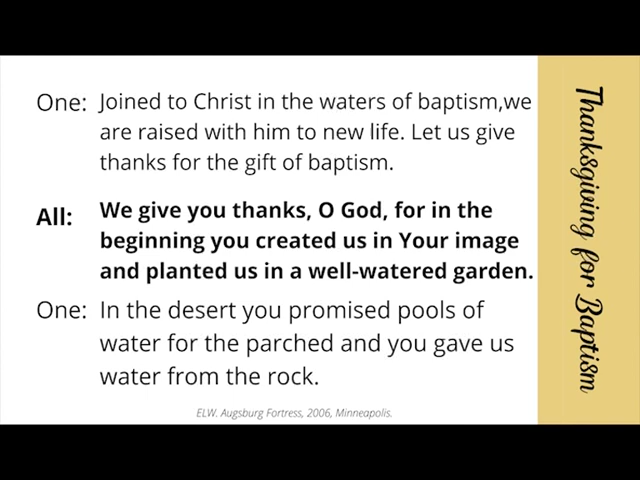 One: Joined to Christ in the waters of baptism,we
are raised with him to new life. Let us give
thanks for the gift of baptism.
All: We give you thanks, O God, for in the
beginning you created us in Your image
and planted us in a well-watered garden.
One: In the desert you promised pools of
water for the parched and you gave us
water from the rock.
ELW. Augsburg Fortress, 2006, Minneapolis.
Thanksgiving for Baptism